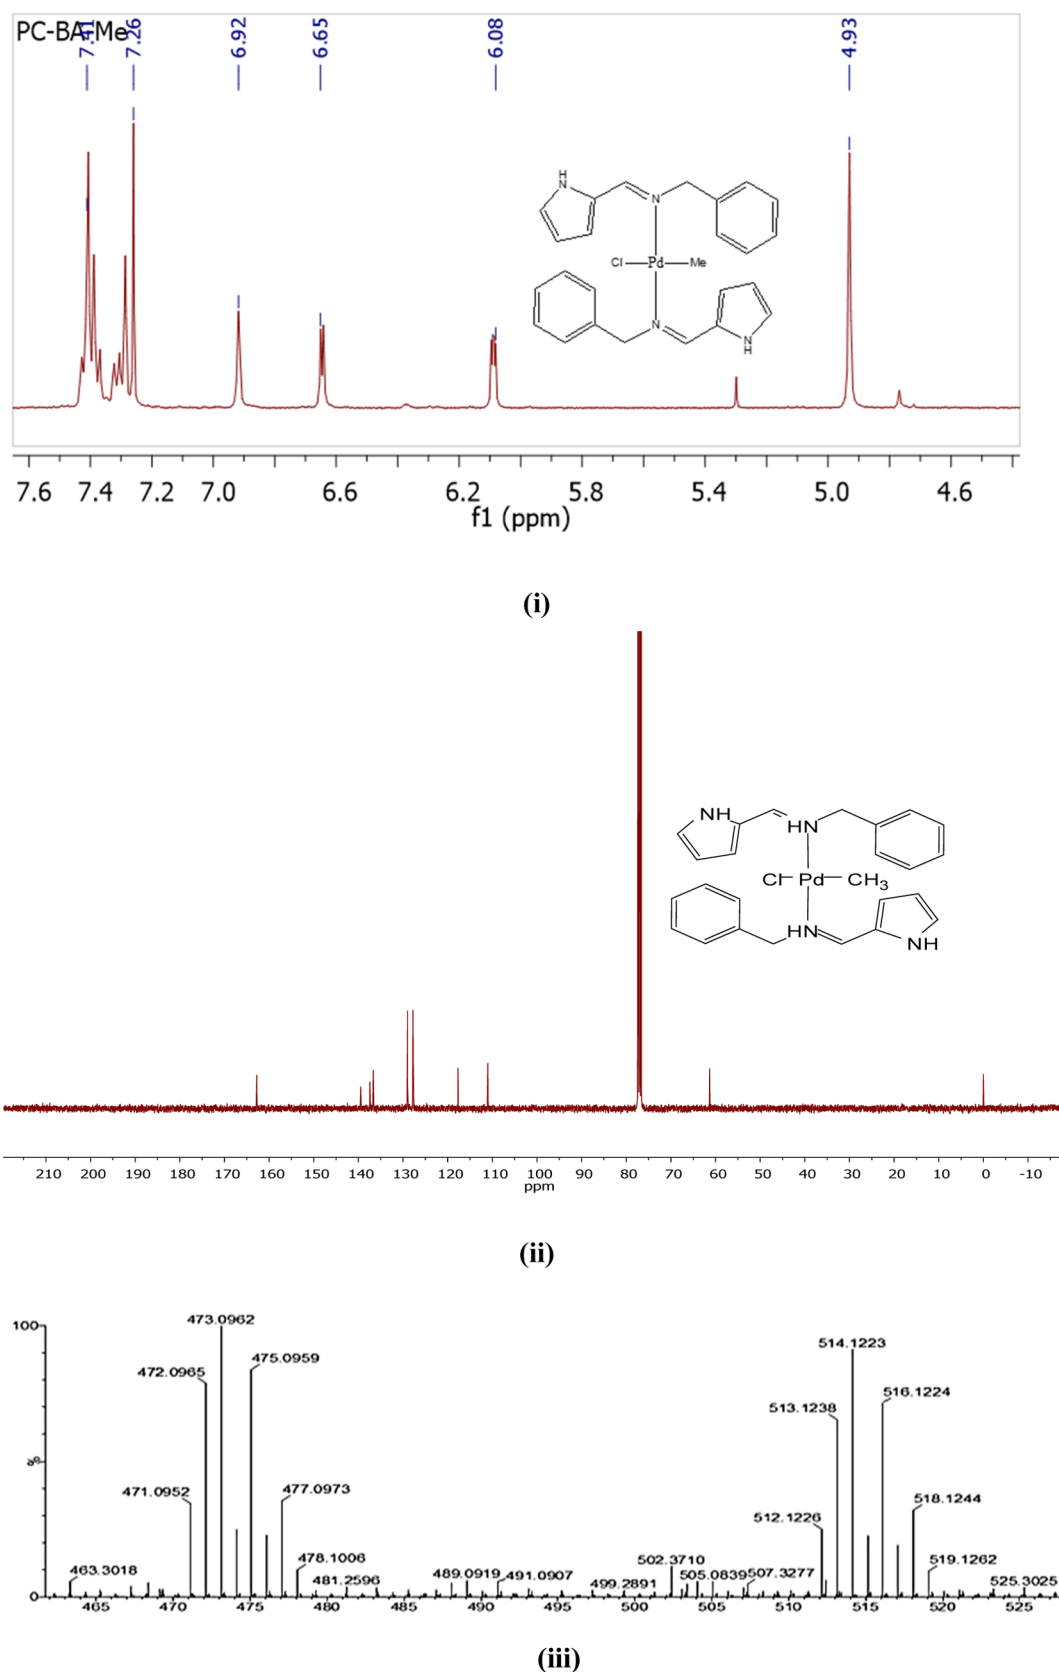 PC-BA-Me
7.41
7.26
6.92
6.65
6.08
4.93
H
N
N
Cl Pd Me
N
N
H
7.6 7.4 7.2 7.0 6.6 6.2 5.8 5.4 5.0 4.6
f1 (ppm)
(i)
NH
HN
Cl Pd CH3
HN
NH
210 200 190 180 170 160 150 140 130 120 110 100 90 80 70 60 50 40 30 20 10 0 -10
ppm
(ii)
100
%
0
463.3018
471.0952
472.0965
473.0962
475.0959
477.0973
478.1006
481.2596
489.0919
491.0907
499.2891
502.3710
505.0839
507.3277
512.1226
513.1238
514.1223
516.1224
518.1244
519.1262
525.3025
465 470 475 480 485 490 495 500 505 510 515 520 525
(iii)